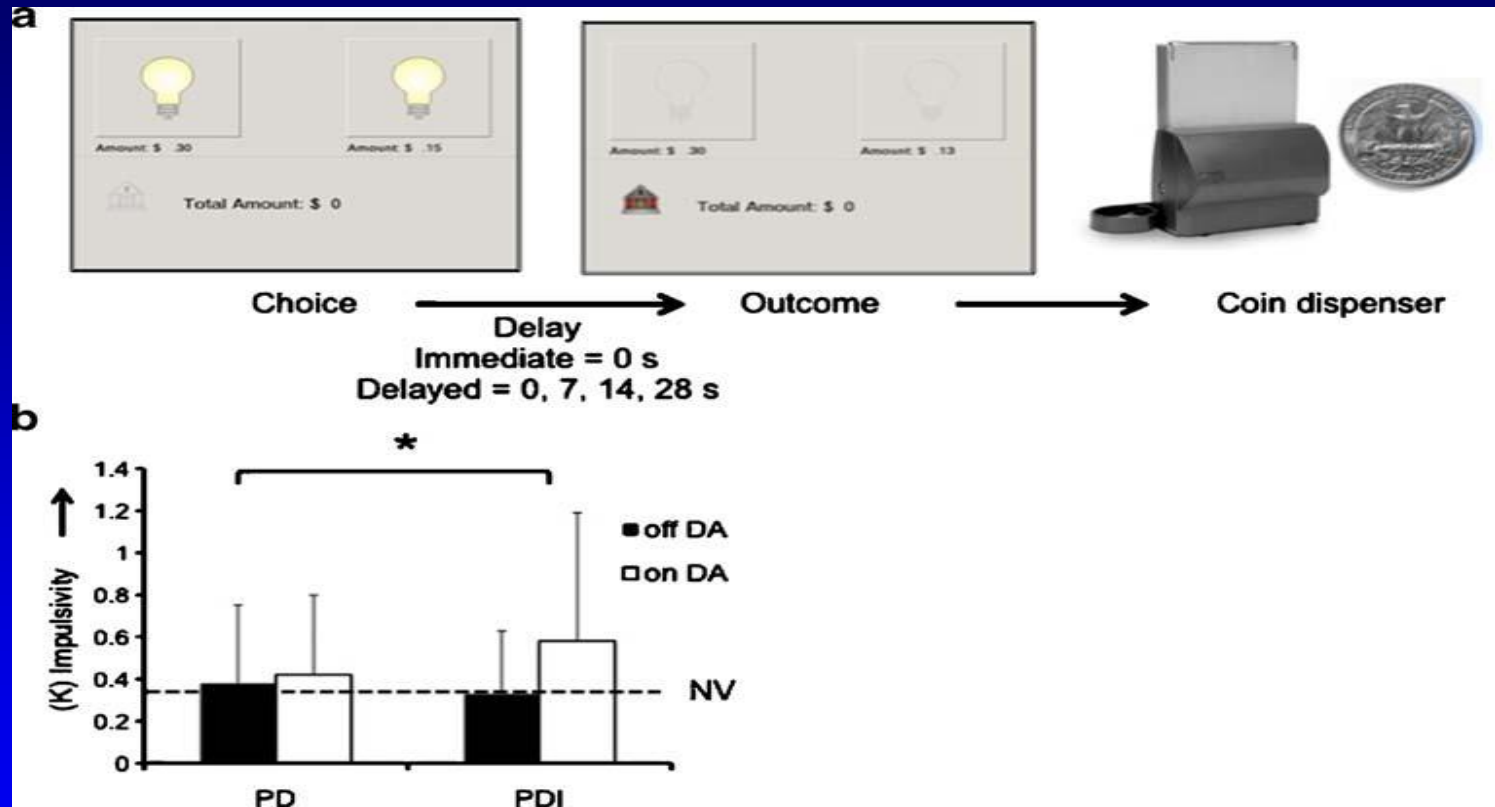 a
Amount $ .30 Amount $ .15
Total Amount: $ 0
Amount $ .30 Amount $ .13
Total Amount: $ 0
Choice Outcome Coin dispenser
Delay
Immediate = 0 s
Delayed = 0, 7, 14, 28 s
b
*
(K) Impulsivity
1.4
1.2
1
0.8
0.6
0.4
0.2
0
off DA
on DA
NV
PD PDI